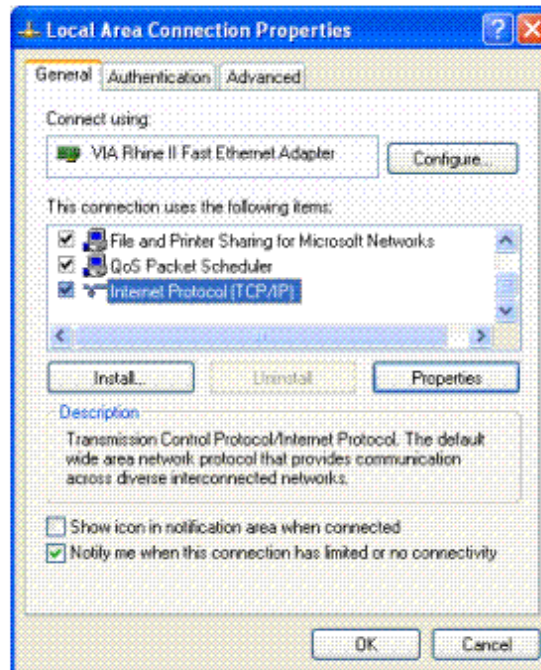 Local Area Connection Properties
General Authentication Advanced
Connect using:
VIA Rhine II Fast Ethernet Adapter
Configure...
This connection uses the following items:
File and Printer Sharing for Microsoft Networks
QoS Packet Scheduler
Internet Protocol (TCP/IP)
Install... Uninstall Properties
Description
Transmission Control Protocol/Internet Protocol. The default
wide area network protocol that provides communication
across diverse interconnected networks.
Show icon in notification area when connected
Notify me when this connection has limited or no connectivity
OK Cancel